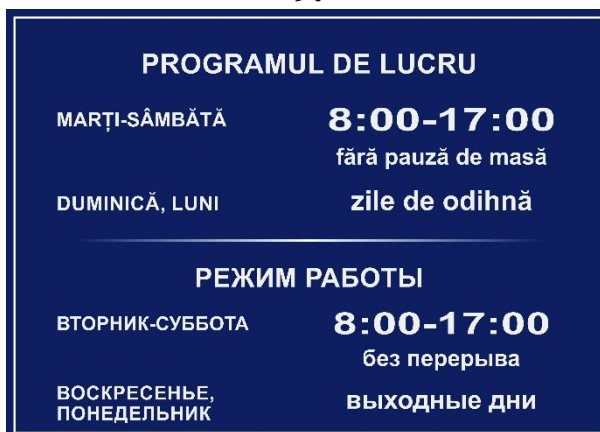 PROGRAMUL DE LUCRU
MARȚI-SÂMBĂTĂ 8:00-17:00
fără pauză de masă
DUMINICĂ, LUNI zile de odihnă
РЕЖИМ РАБОТЫ
ВТОРНИК-СУББОТА 8:00-17:00
без перерыва
ВОСКРЕСЕНЬЕ,
ПОНЕДЕЛЬНИК выходные дни